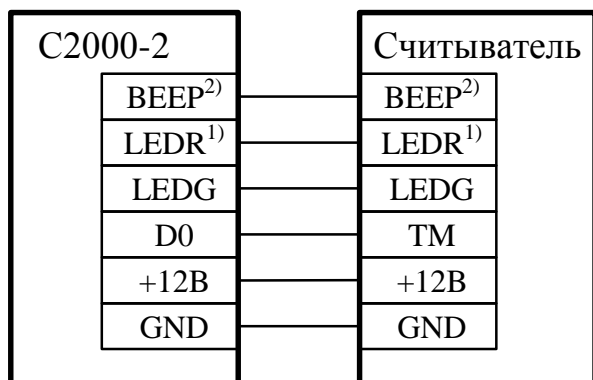 С2000-2
Считыватель
BEEP2)
BEEP2)
LEDR1)
LEDR1)
LEDG
LEDG
D0
TM
+12В
+12В
GND
GND